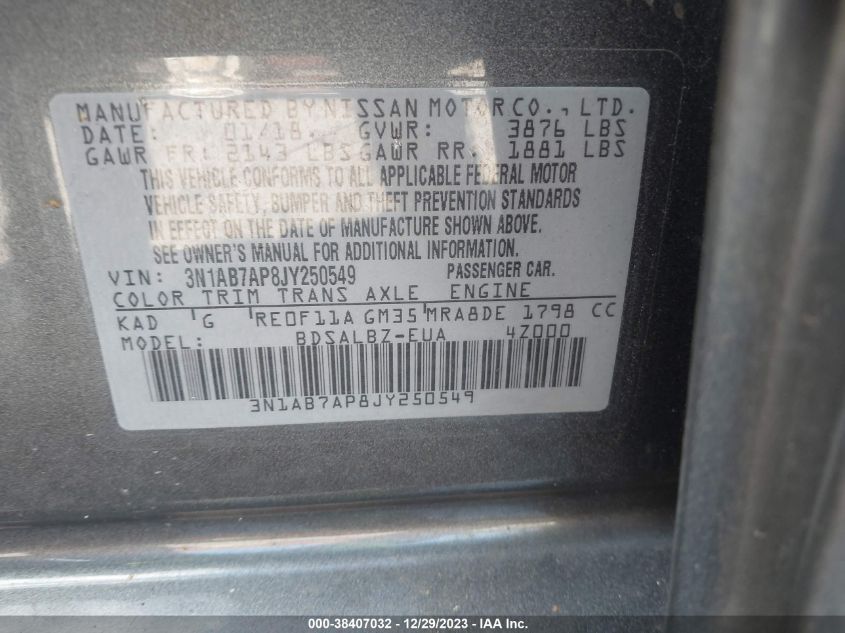 MANUFACTURED BY NISSAN MOTOR CO., LTD.
DATE: 01/18 GVWR: 3876 LBS
GAWR FR: 2143 LBS GAWR RR: 1881 LBS
THIS VEHICLE CONFORMS TO ALL APPLICABLE FEDERAL MOTOR
VEHICLE SAFETY, BUMPER AND THEFT PREVENTION STANDARDS
IN EFFECT ON THE DATE OF MANUFACTURE SHOWN ABOVE.
SEE OWNER'S MANUAL FOR ADDITIONAL INFORMATION.
VIN: 3N1AB7AP8JY250549 PASSENGER CAR.
COLOR TRIM TRANS AXLE ENGINE
KAD G RE0F11A GM35 MRA8DE 1798 CC
MODEL: BDSALBZ-EUA 4Z000
3N1AB7AP8JY250549
000-38407032 - 12/29/2023 - IAA Inc.